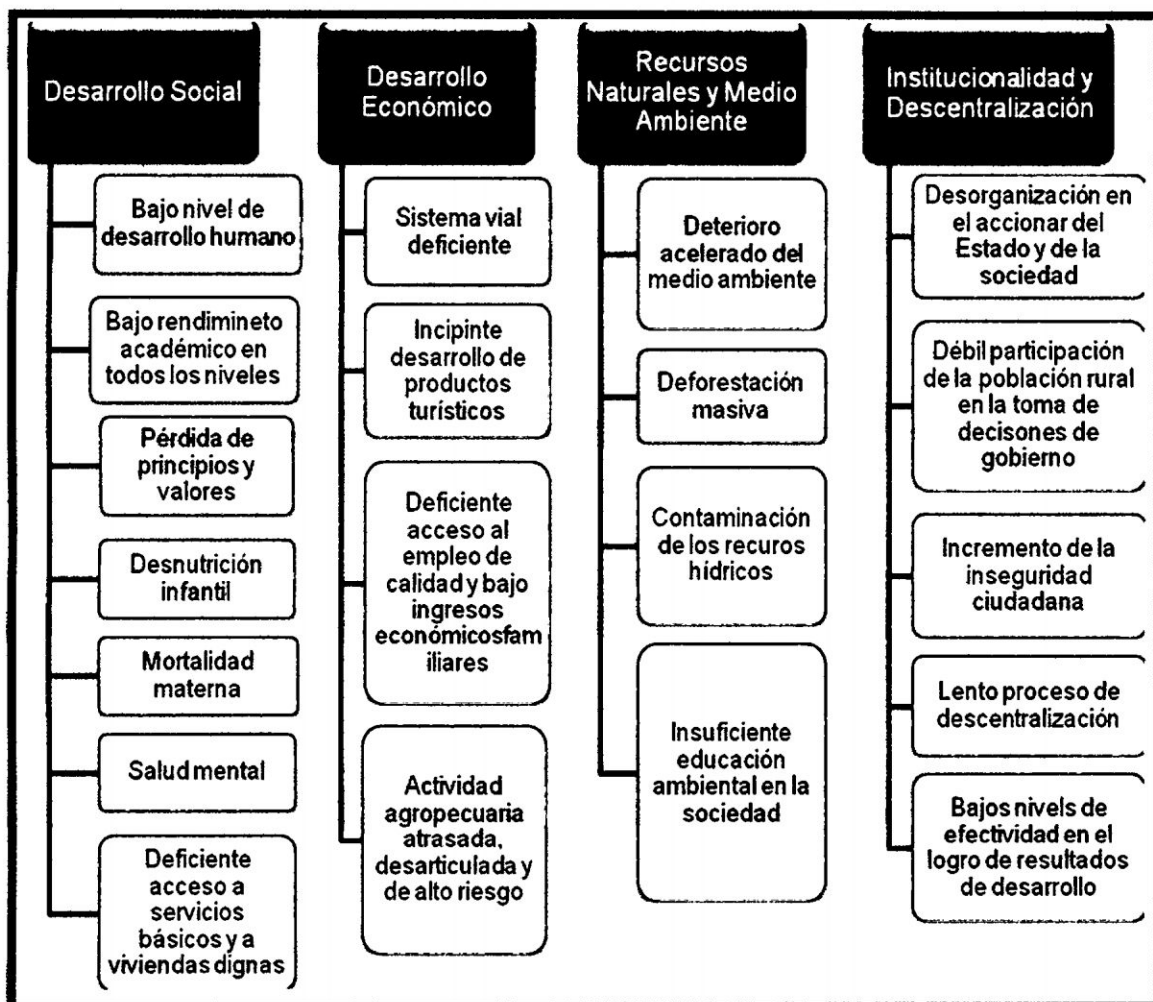 Desarrollo Social
Bajo nivel de
desarrollo humano
Bajo rendimineto
académico en
todos los niveles
Pérdida de
principios y
valores
Desnutrición
infantil
Mortalidad
materna
Salud mental
Deficiente
acceso a
servicios
básicos y a
viviendas dignas
Desarrollo
Económico
Sistema vial
deficiente
Incipinte
desarrollo de
productos
turísticos
Deficiente
acceso al
empleo de
calidad y bajo
ingresos
económicosfam
iliares
Actividad
agropecuaria
atrasada,
desarticulada y
de alto riesgo
Recursos
Naturales y Medio
Ambiente
Deterioro
acelerado del
medio ambiente
Deforestación
masiva
Contaminación
de los recuros
hídricos
Insuficiente
educación
ambiental en la
sociedad
Institucionalidad y
Descentralización
Desorganización en
el accionar del
Estado y de la
sociedad
Débil participación
de la población rural
en la toma de
decisones de
gobierno
Incremento de la
inseguridad
ciudadana
Lento proceso de
descentralización
Bajos nivels de
efectividad en el
logro de resultados
de desarrollo